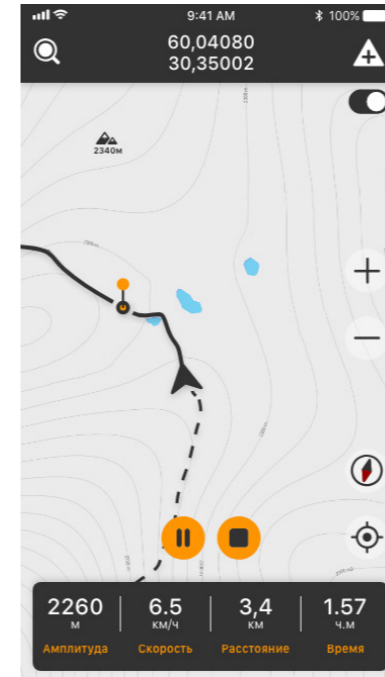 9:41 AM 100%
60,04080
30,35002
2340м
2260 6.5 3,4 1.57
м км/ч км ч.м
Амплитуда Скорость Расстояние Время